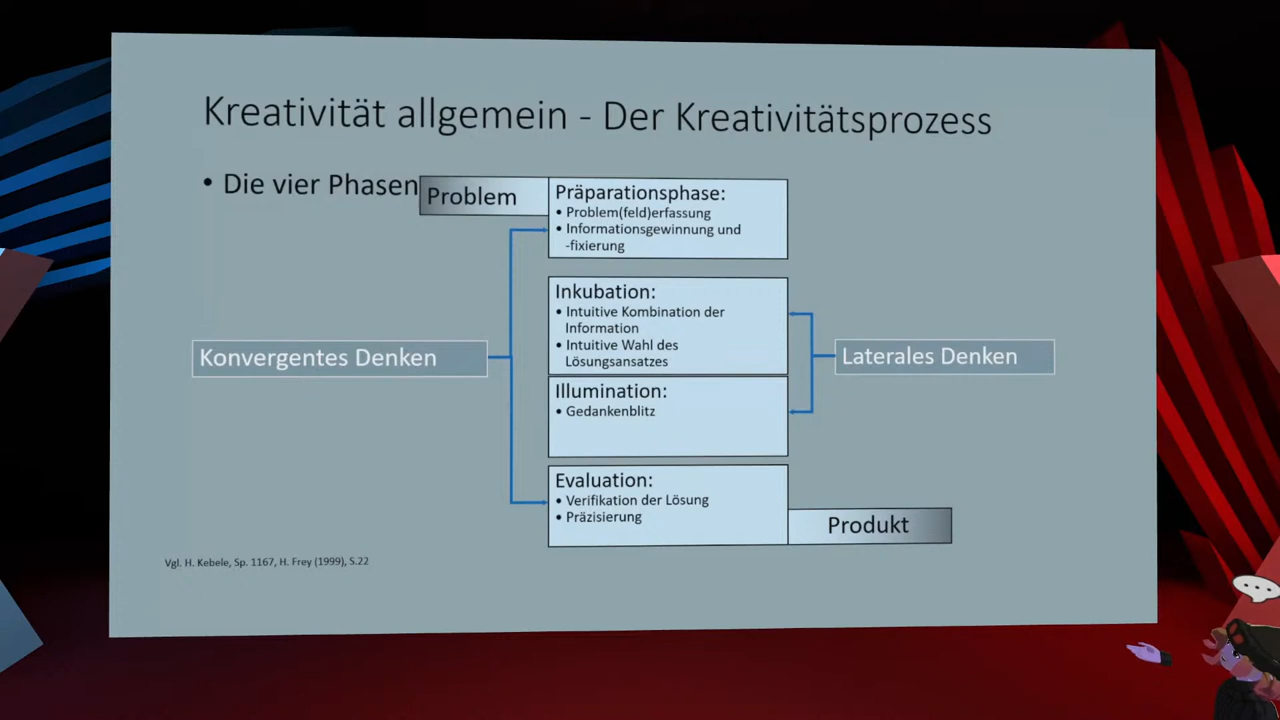 Kreativität allgemein - Der Kreativitätsprozess
• Die vier Phasen
Problem
Präparationsphase:
• Problem(feld)erfassung
• Informationsgewinnung und
-fixierung
Inkubation:
• Intuitive Kombination der
Information
• Intuitive Wahl des
Lösungsansatzes
Konvergentes Denken
Laterales Denken
Illumination:
• Gedankenblitz
Evaluation:
• Verifikation der Lösung
• Präzisierung
Produkt
Vgl. H. Kebele, Sp. 1167, H. Frey (1999), S.22